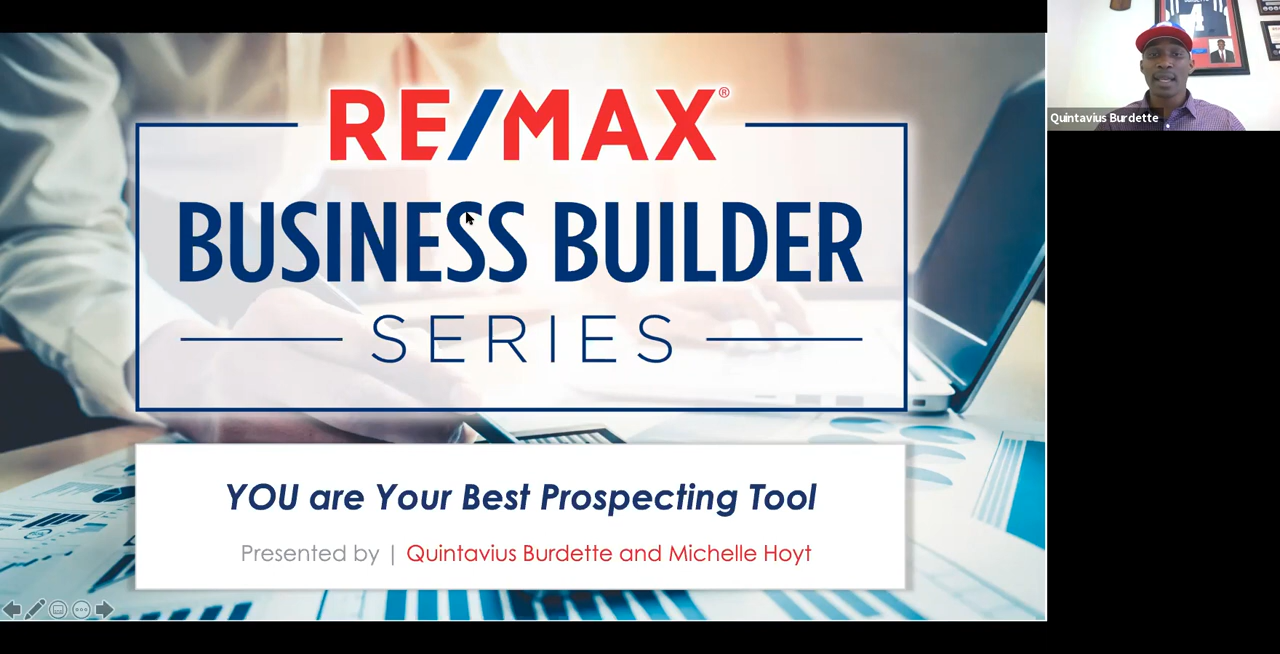 RE/MAX®
BUSINESS BUILDER
SERIES
YOU are Your Best Prospecting Tool
Presented by | Quintavius Burdette and Michelle Hoyt
Quintavius Burdette